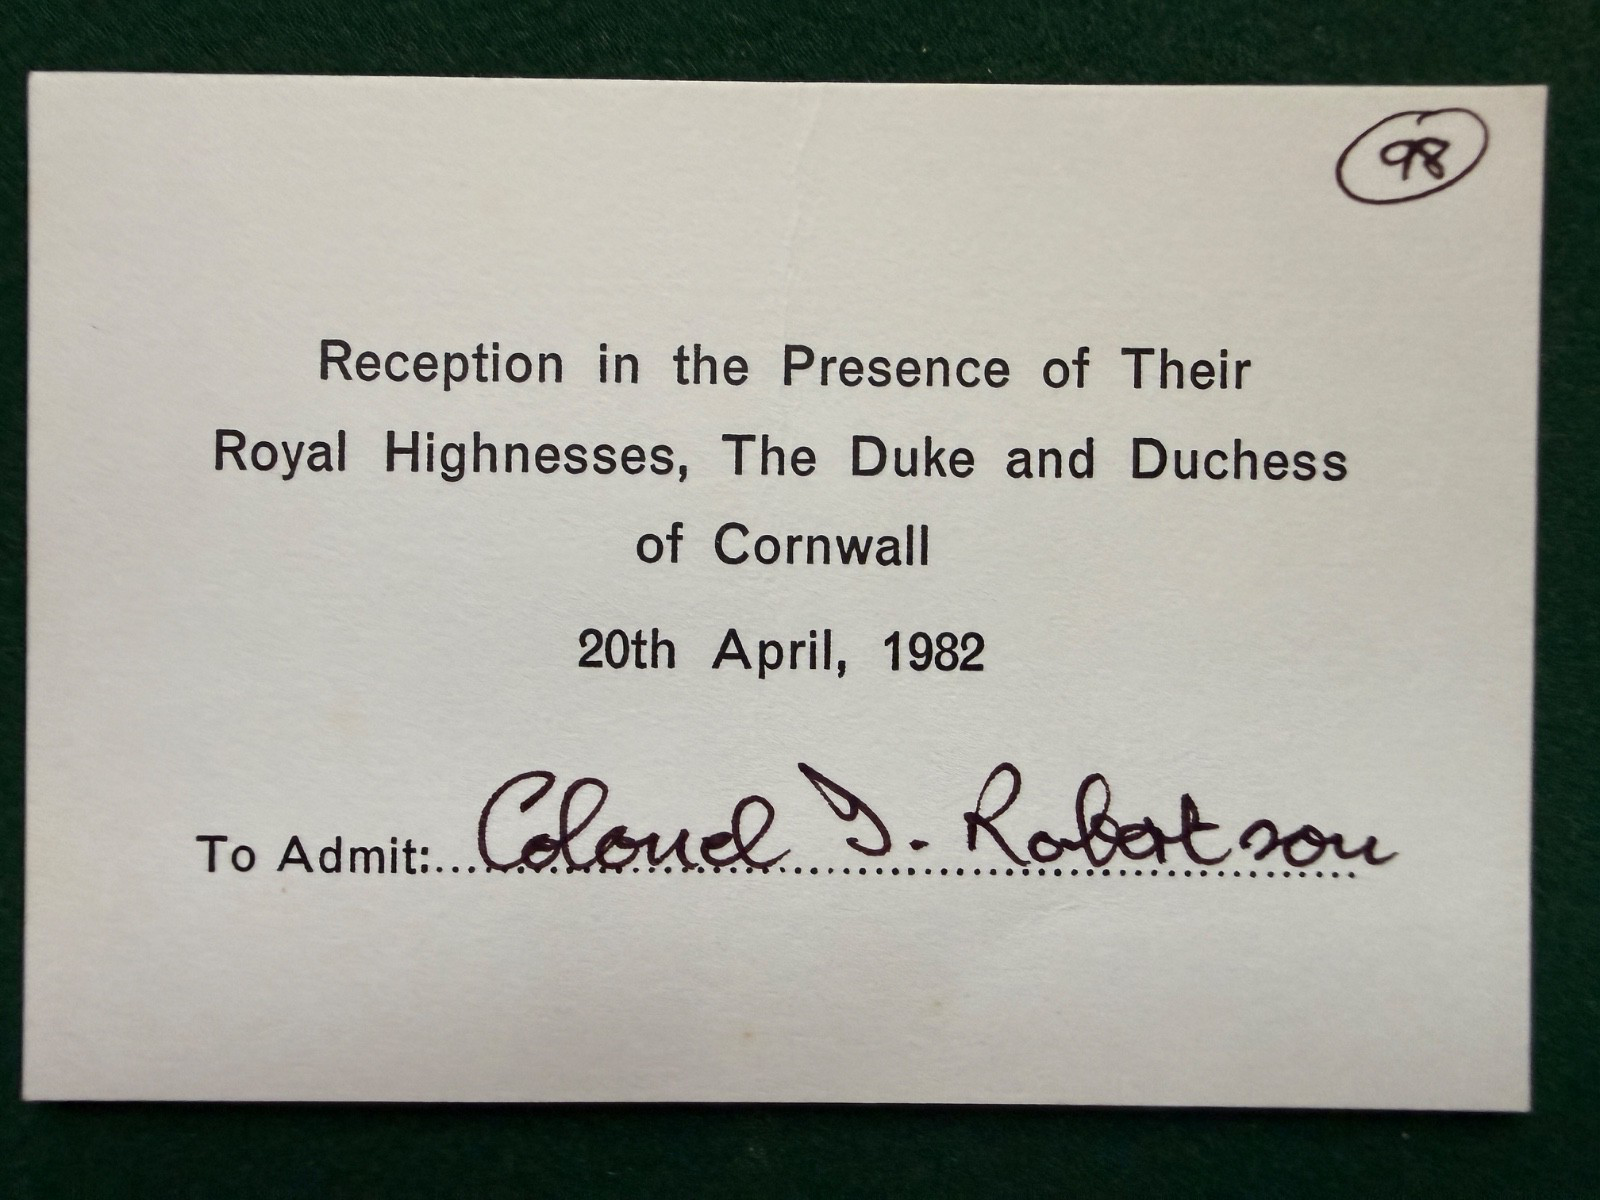 98
Reception in the Presence of Their
Royal Highnesses, The Duke and Duchess
of Cornwall
20th April, 1982
To Admit:...Colonel T. Robertson